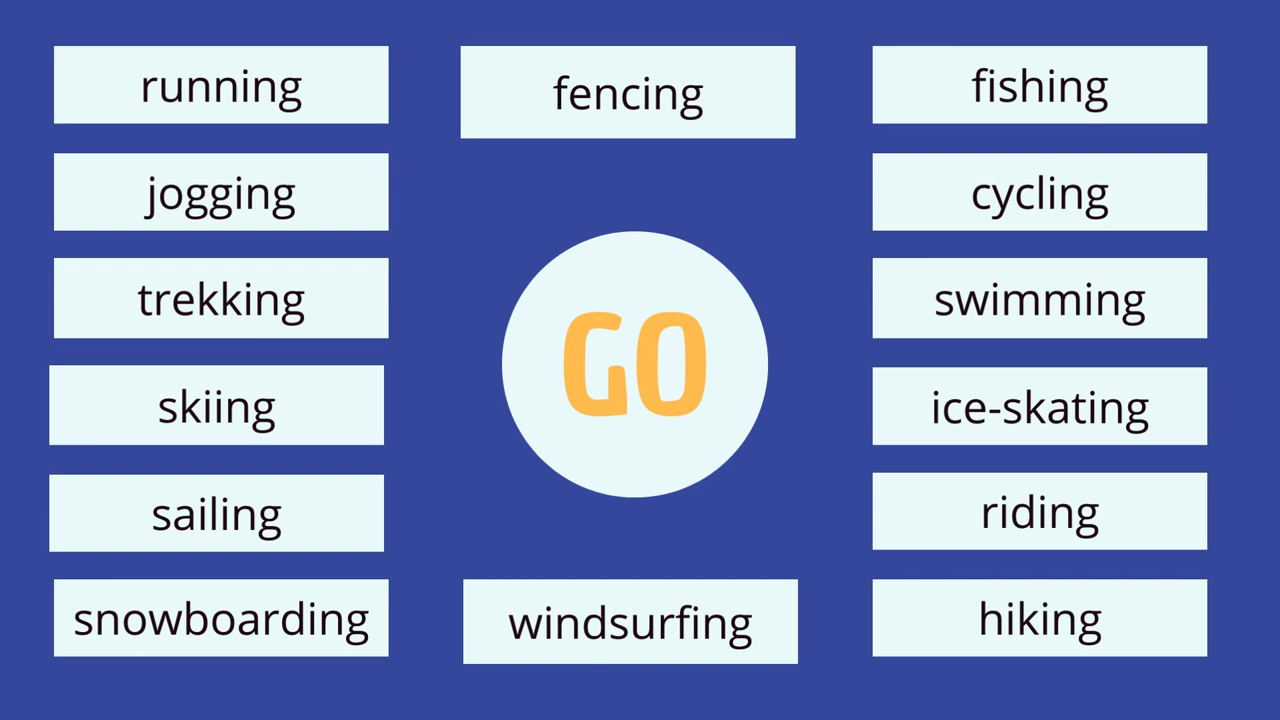 running
jogging
trekking
skiing
sailing
snowboarding
fencing
GO
windsurfing
fishing
cycling
swimming
ice-skating
riding
hiking